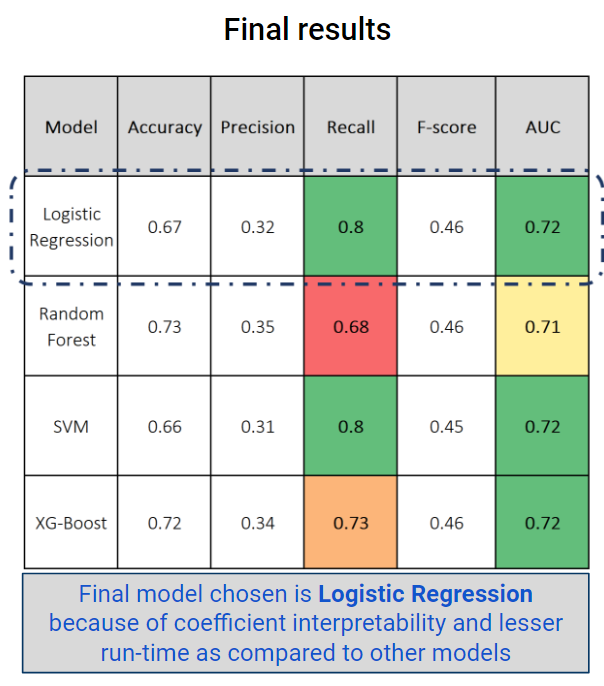 Final results
Model Accuracy Precision Recall F-score AUC
Logistic
Regression 0.67 0.32 0.8 0.46 0.72
Random
Forest 0.73 0.35 0.68 0.46 0.71
SVM 0.66 0.31 0.8 0.45 0.72
XG-Boost 0.72 0.34 0.73 0.46 0.72
Final model chosen is Logistic Regression
because of coefficient interpretability and lesser
run-time as compared to other models